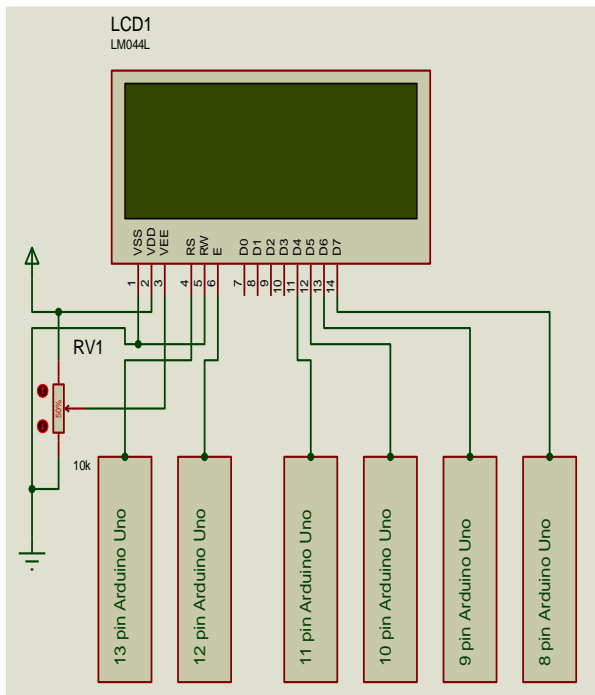 LCD1
LM044L
VSS
VDD
VEE
RS
RW
E
D0
D1
D2
D3
D4
D5
D6
D7
1
2
3
4
5
6
7
8
9
10
11
12
13
14
RV1
50%
10k
13 pin Arduino Uno
12 pin Arduino Uno
11 pin Arduino Uno
10 pin Arduino Uno
9 pin Arduino Uno
8 pin Arduino Uno